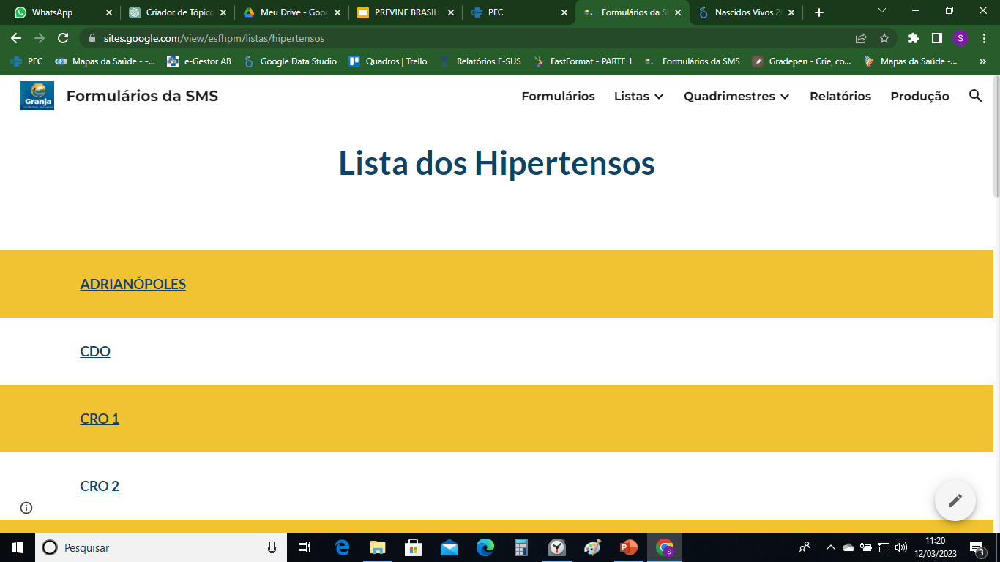 WhatsApp
Criador de Tópico
Meu Drive - Goog
PREVINE BRASIL:
PEC
Formulários da S
Nascidos Vivos 2
sites.google.com/view/esfhpm/listas/hipertensos
S
PEC
Mapas da Saúde - -...
e-Gestor AB
Google Data Studio
Quadros | Trello
Relatórios E-SUS
FastFormat - PARTE 1
Formulários da SMS
Gradepen - Crie, co...
Mapas da Saúde -...
»
Granja
Formulários da SMS
Formulários
Listas
Quadrimestres
Relatórios
Produção
Lista dos Hipertensos
ADRIANÓPOLES
CDO
CRO 1
CRO 2
Pesquisar
11:20
12/03/2023
3